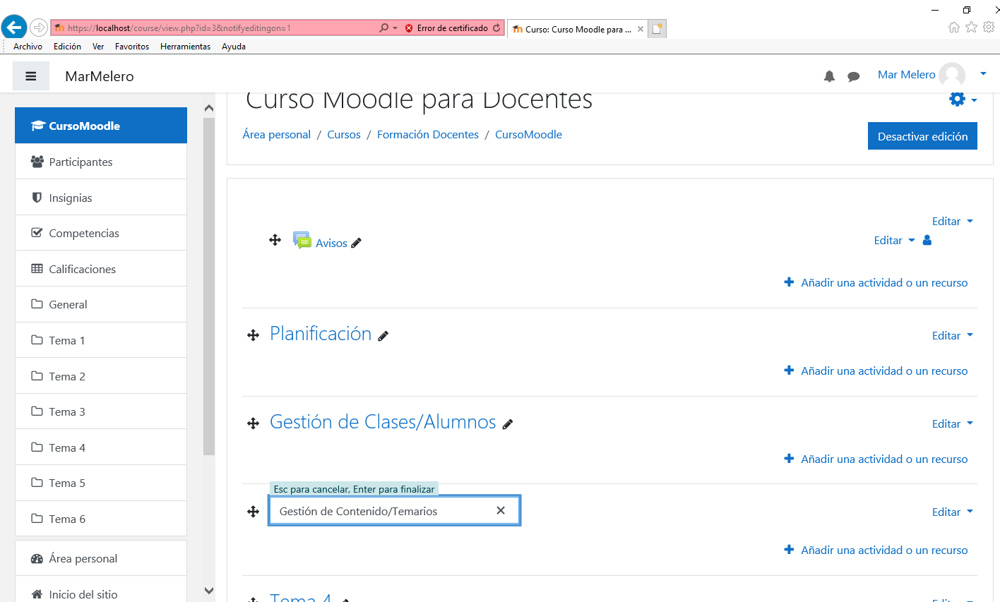 https://localhost/course/view.php?id=3&notifyeditingon=1
Error de certificado
Curso: Curso Moodle para ...
Archivo Edición Ver Favoritos Herramientas Ayuda
MarMelero
Mar Melero
CursoMoodle
Participantes
Insignias
Competencias
Calificaciones
General
Tema 1
Tema 2
Tema 3
Tema 4
Tema 5
Tema 6
Área personal
Inicio del sitio
Curso Moodle para Docentes
Área personal / Cursos / Formación Docentes / CursoMoodle
Desactivar edición
Editar
Avisos
Editar
Añadir una actividad o un recurso
Planificación
Editar
Añadir una actividad o un recurso
Gestión de Clases/Alumnos
Editar
Añadir una actividad o un recurso
Esc para cancelar, Enter para finalizar
Gestión de Contenido/Temarios
Editar
Añadir una actividad o un recurso
Tema 4
Editar